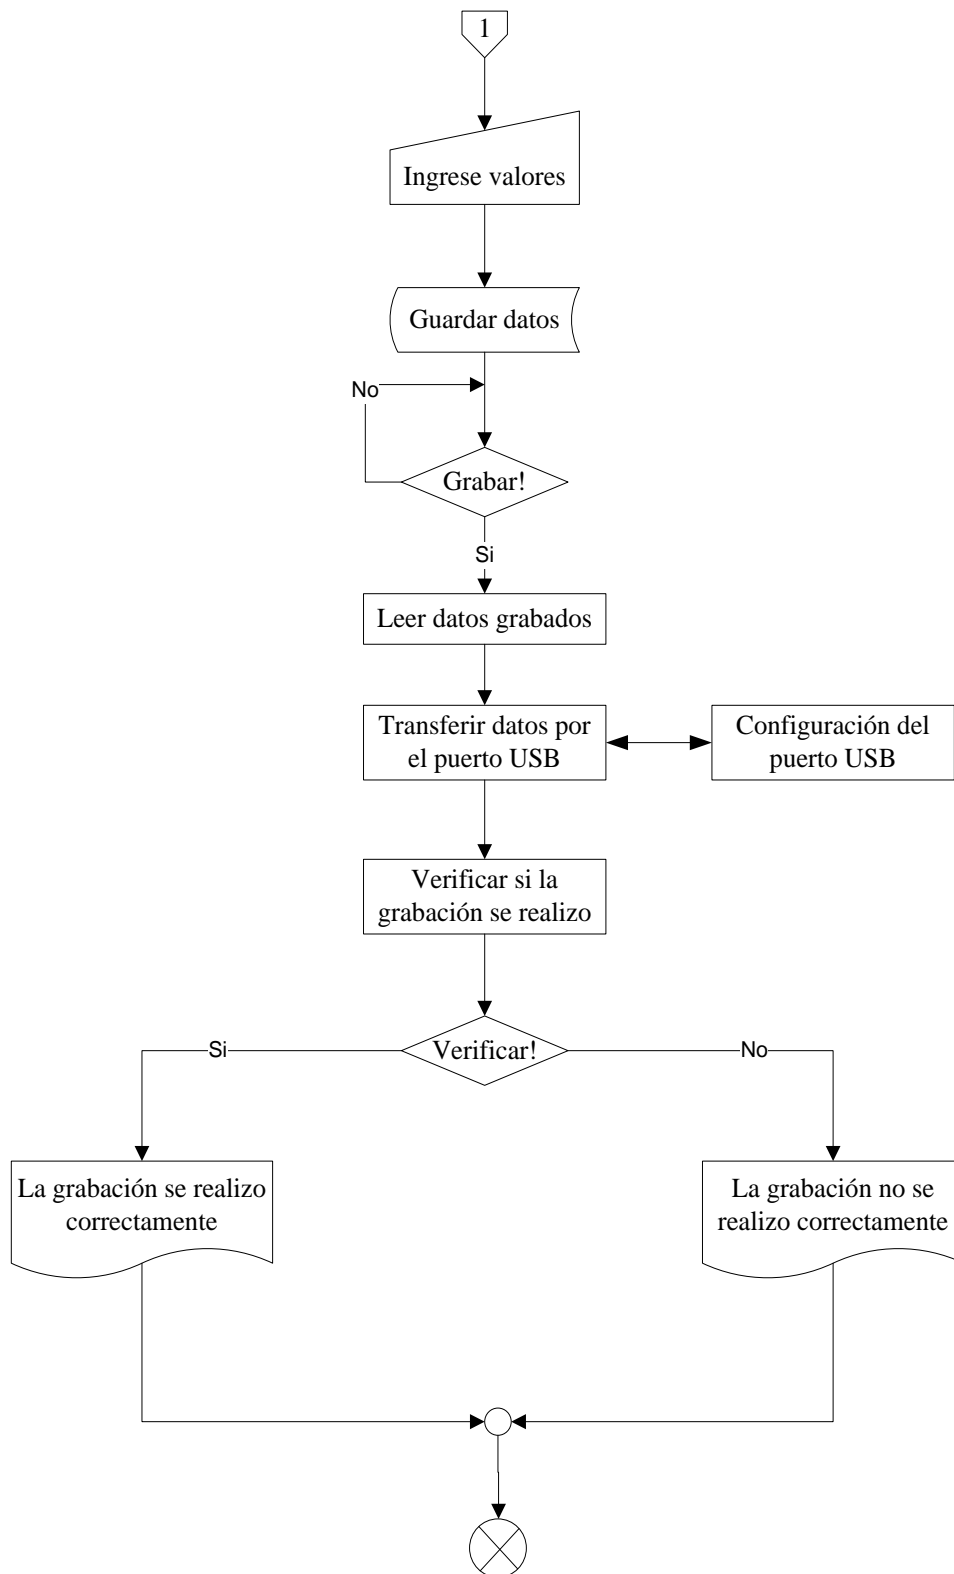 1
Ingrese valores
Guardar datos
No
Grabar!
Si
Leer datos grabados
Transferir datos por
el puerto USB
Configuración del
puerto USB
Verificar si la
grabación se realizo
Si
Verificar!
No
La grabación se realizo
correctamente
La grabación no se
realizo correctamente